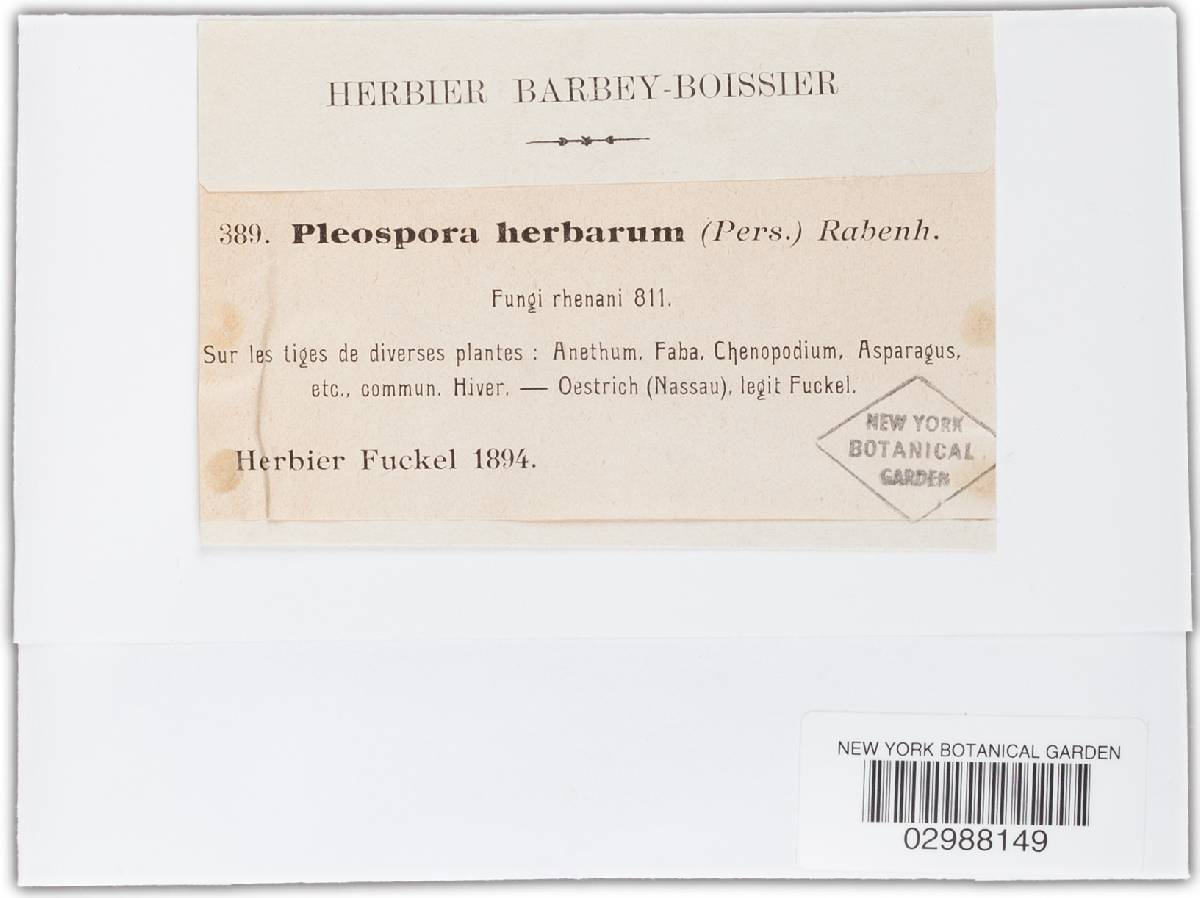 HERBIER BARBEY-BOISSIER
389. Pleospora herbarum (Pers.) Rabenh.
Fungi rhenani 811.
Sur les tiges de diverses plantes : Anethum, Faba, Chenopodium, Asparagus,
etc., commun. Hiver. — Oestrich (Nassau), legit Fuckel.
Herbier Fuckel 1894.
NEW YORK
BOTANICAL
GARDEN
NEW YORK BOTANICAL GARDEN
02988149